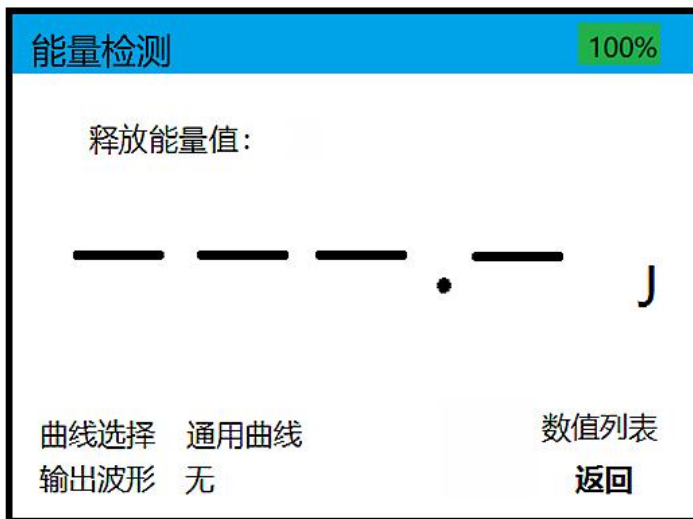 能量检测 100%
释放能量值：
— — — . — J
曲线选择 通用曲线 数值列表
输出波形 无 返回